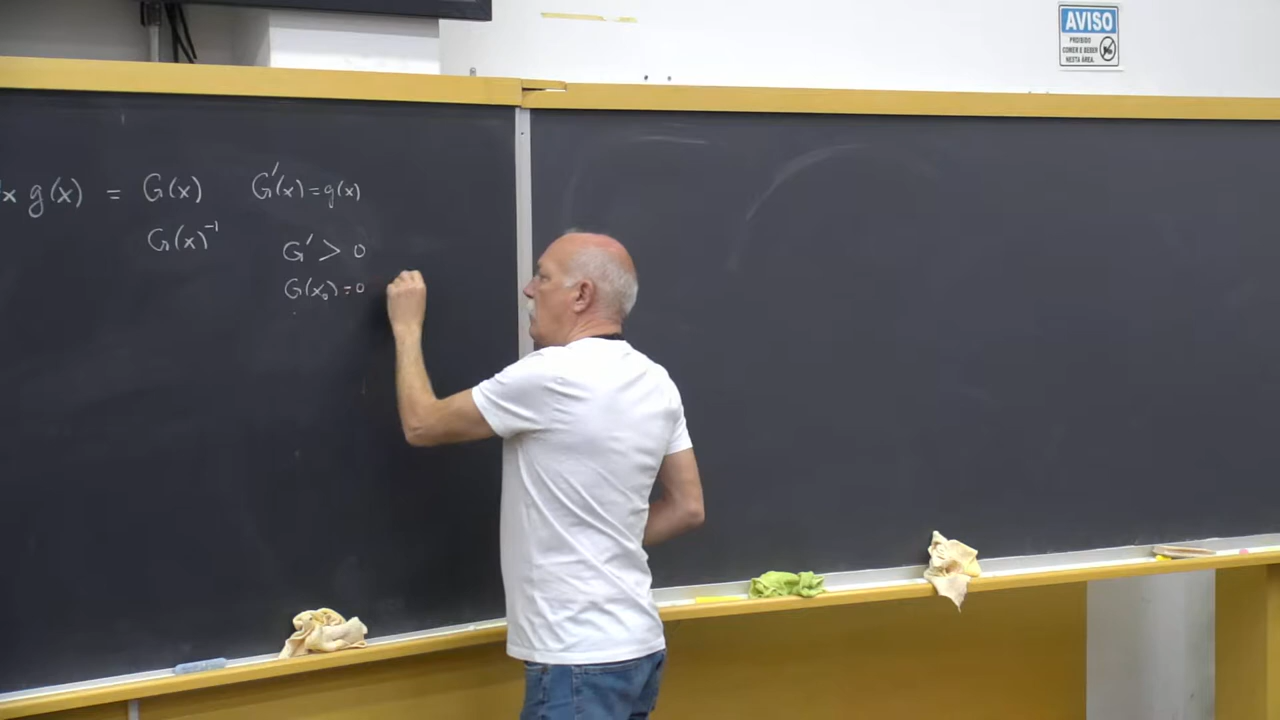 x g(x) = G(x) G'(x) = g(x)
G(x)⁻¹
G' > 0
G(x₀) = 0
AVISO
PROIBIDO
COMER E BEBER
NESTA ÁREA.